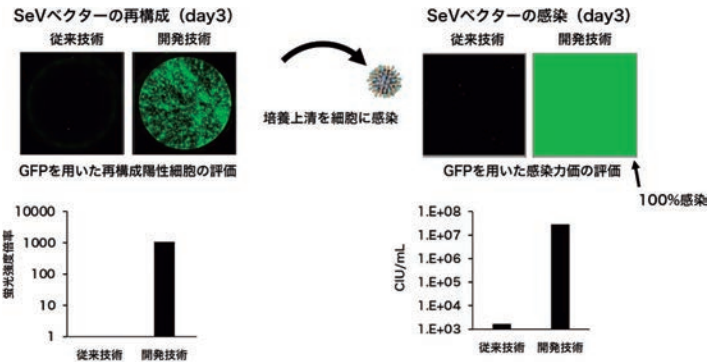 SeVベクターの再構成（day3）
従来技術
開発技術
GFPを用いた再構成陽性細胞の評価
培養上清を細胞に感染
SeVベクターの感染（day3）
従来技術
開発技術
GFPを用いた感染力価の評価
100%感染
蛍光強度倍率
10000
1000
100
10
1
従来技術
開発技術
CIU/mL
1.E+08
1.E+07
1.E+06
1.E+05
1.E+04
1.E+03
従来技術
開発技術